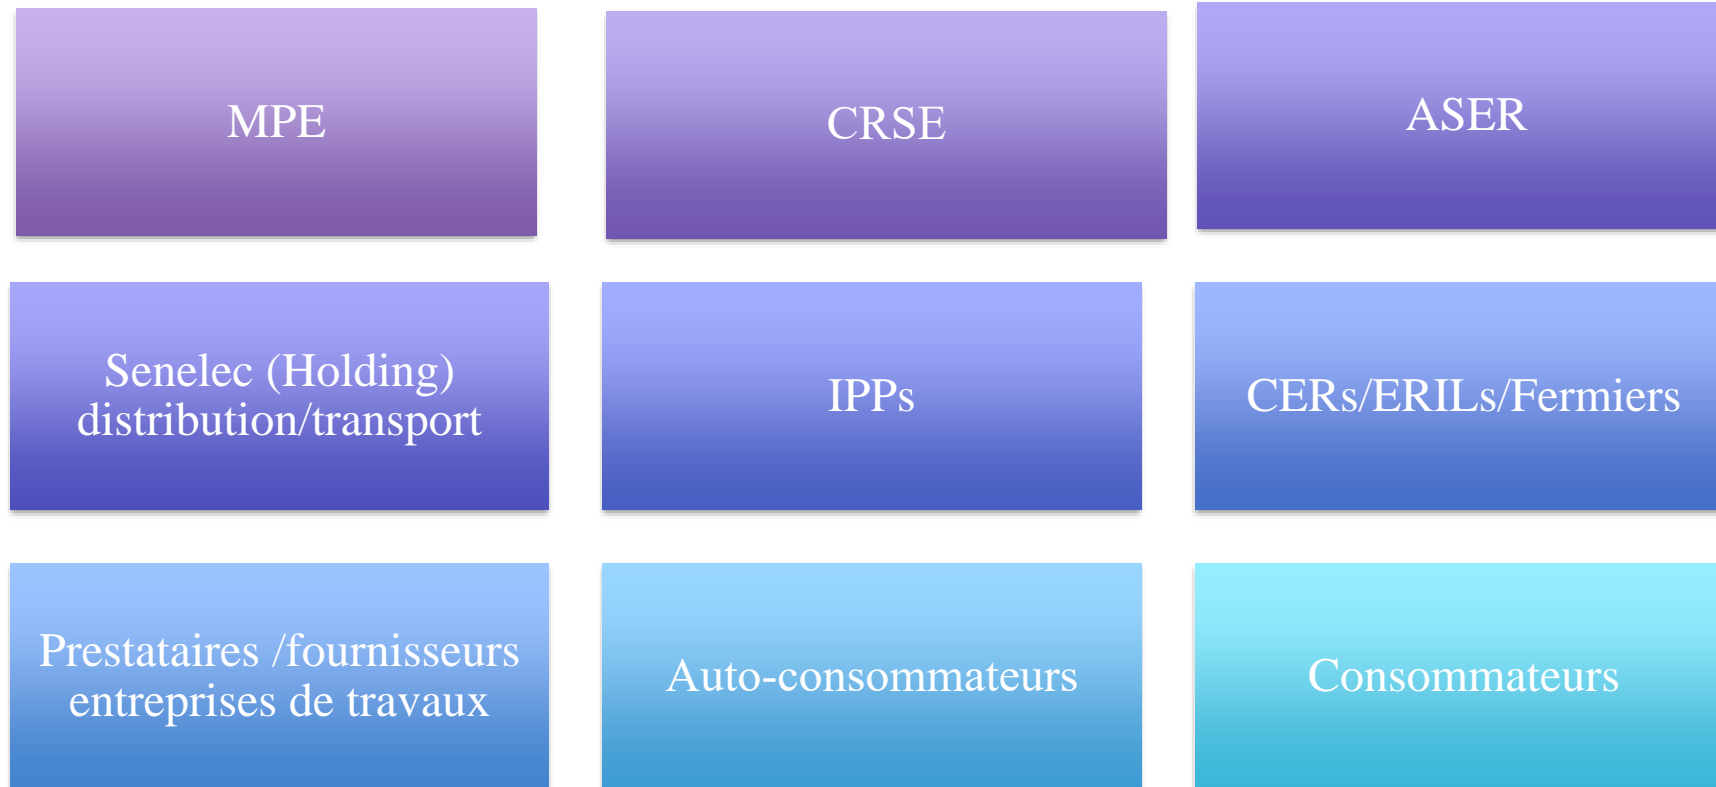 MPE
CRSE
ASER
Senelec (Holding)
distribution/transport
IPPs
CERs/ERILs/Fermiers
Prestataires /fournisseurs
entreprises de travaux
Auto-consommateurs
Consommateurs